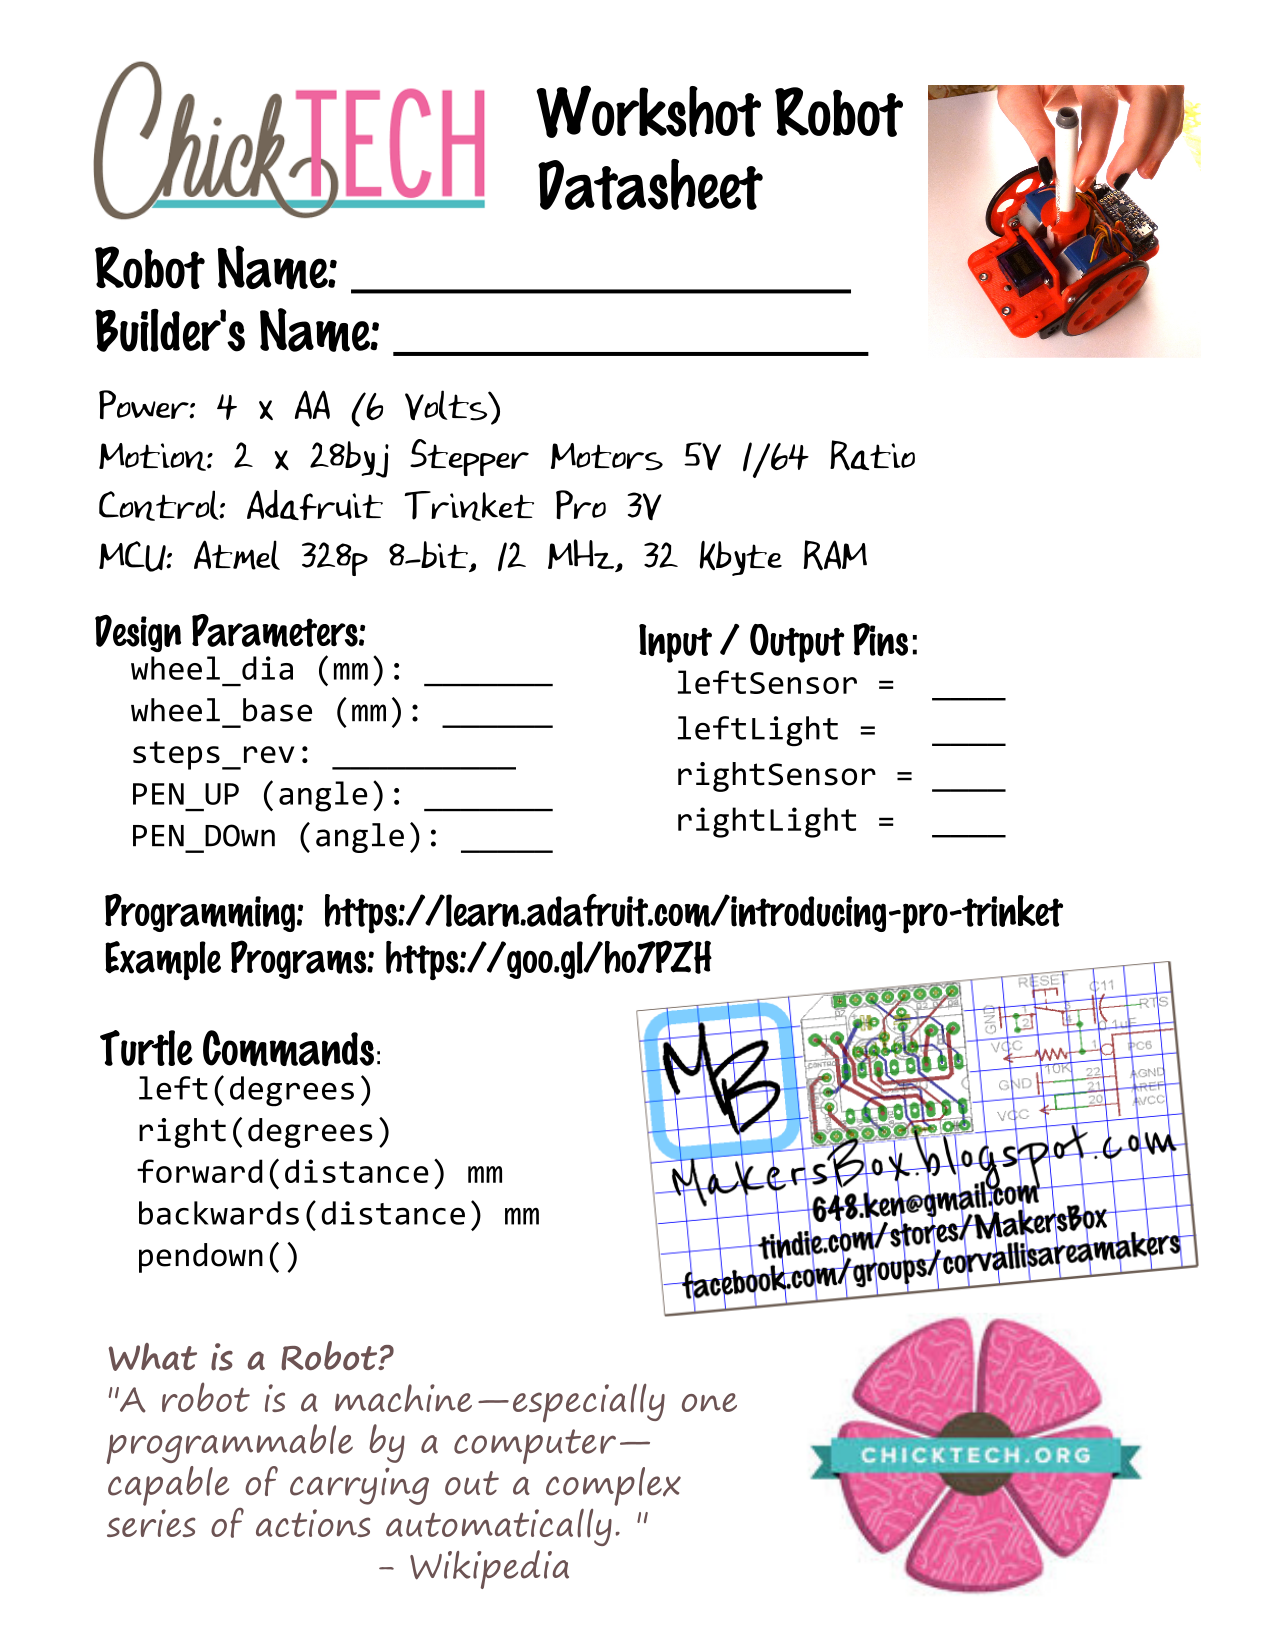 ChickTECH
Workshot Robot
Datasheet
Robot Name: ____________________
Builder's Name: ___________________
Power: 4 x AA (6 Volts)
Motion: 2 x 28byj Stepper Motors 5V 1/64 Ratio
Control: Adafruit Trinket Pro 3V
MCU: Atmel 328p 8-bit, 12 MHz, 32 Kbyte RAM
Design Parameters:
wheel_dia (mm): _______
wheel_base (mm): ______
steps_rev: __________
PEN_UP (angle): _______
PEN_DOwn (angle): _____
Input / Output Pins:
leftSensor = ____
leftLight = ____
rightSensor = ____
rightLight = ____
Programming: https://learn.adafruit.com/introducing-pro-trinket
Example Programs: https://goo.gl/ho7PZH
Turtle Commands:
left(degrees)
right(degrees)
forward(distance) mm
backwards(distance) mm
pendown()
MB
RESET
C11
RTS
GND
0.1uF
VCC
PC6
10K
GND
22
21
20
AGND
AREF
AVCC
VCC
MakersBox.blogspot.com
648.ken@gmail.com
tindie.com/stores/MakersBox
facebook.com/groups/corvallisareamakers
What is a Robot?
"A robot is a machine—especially one
programmable by a computer—
capable of carrying out a complex
series of actions automatically. "
- Wikipedia
CHICKTECH.ORG